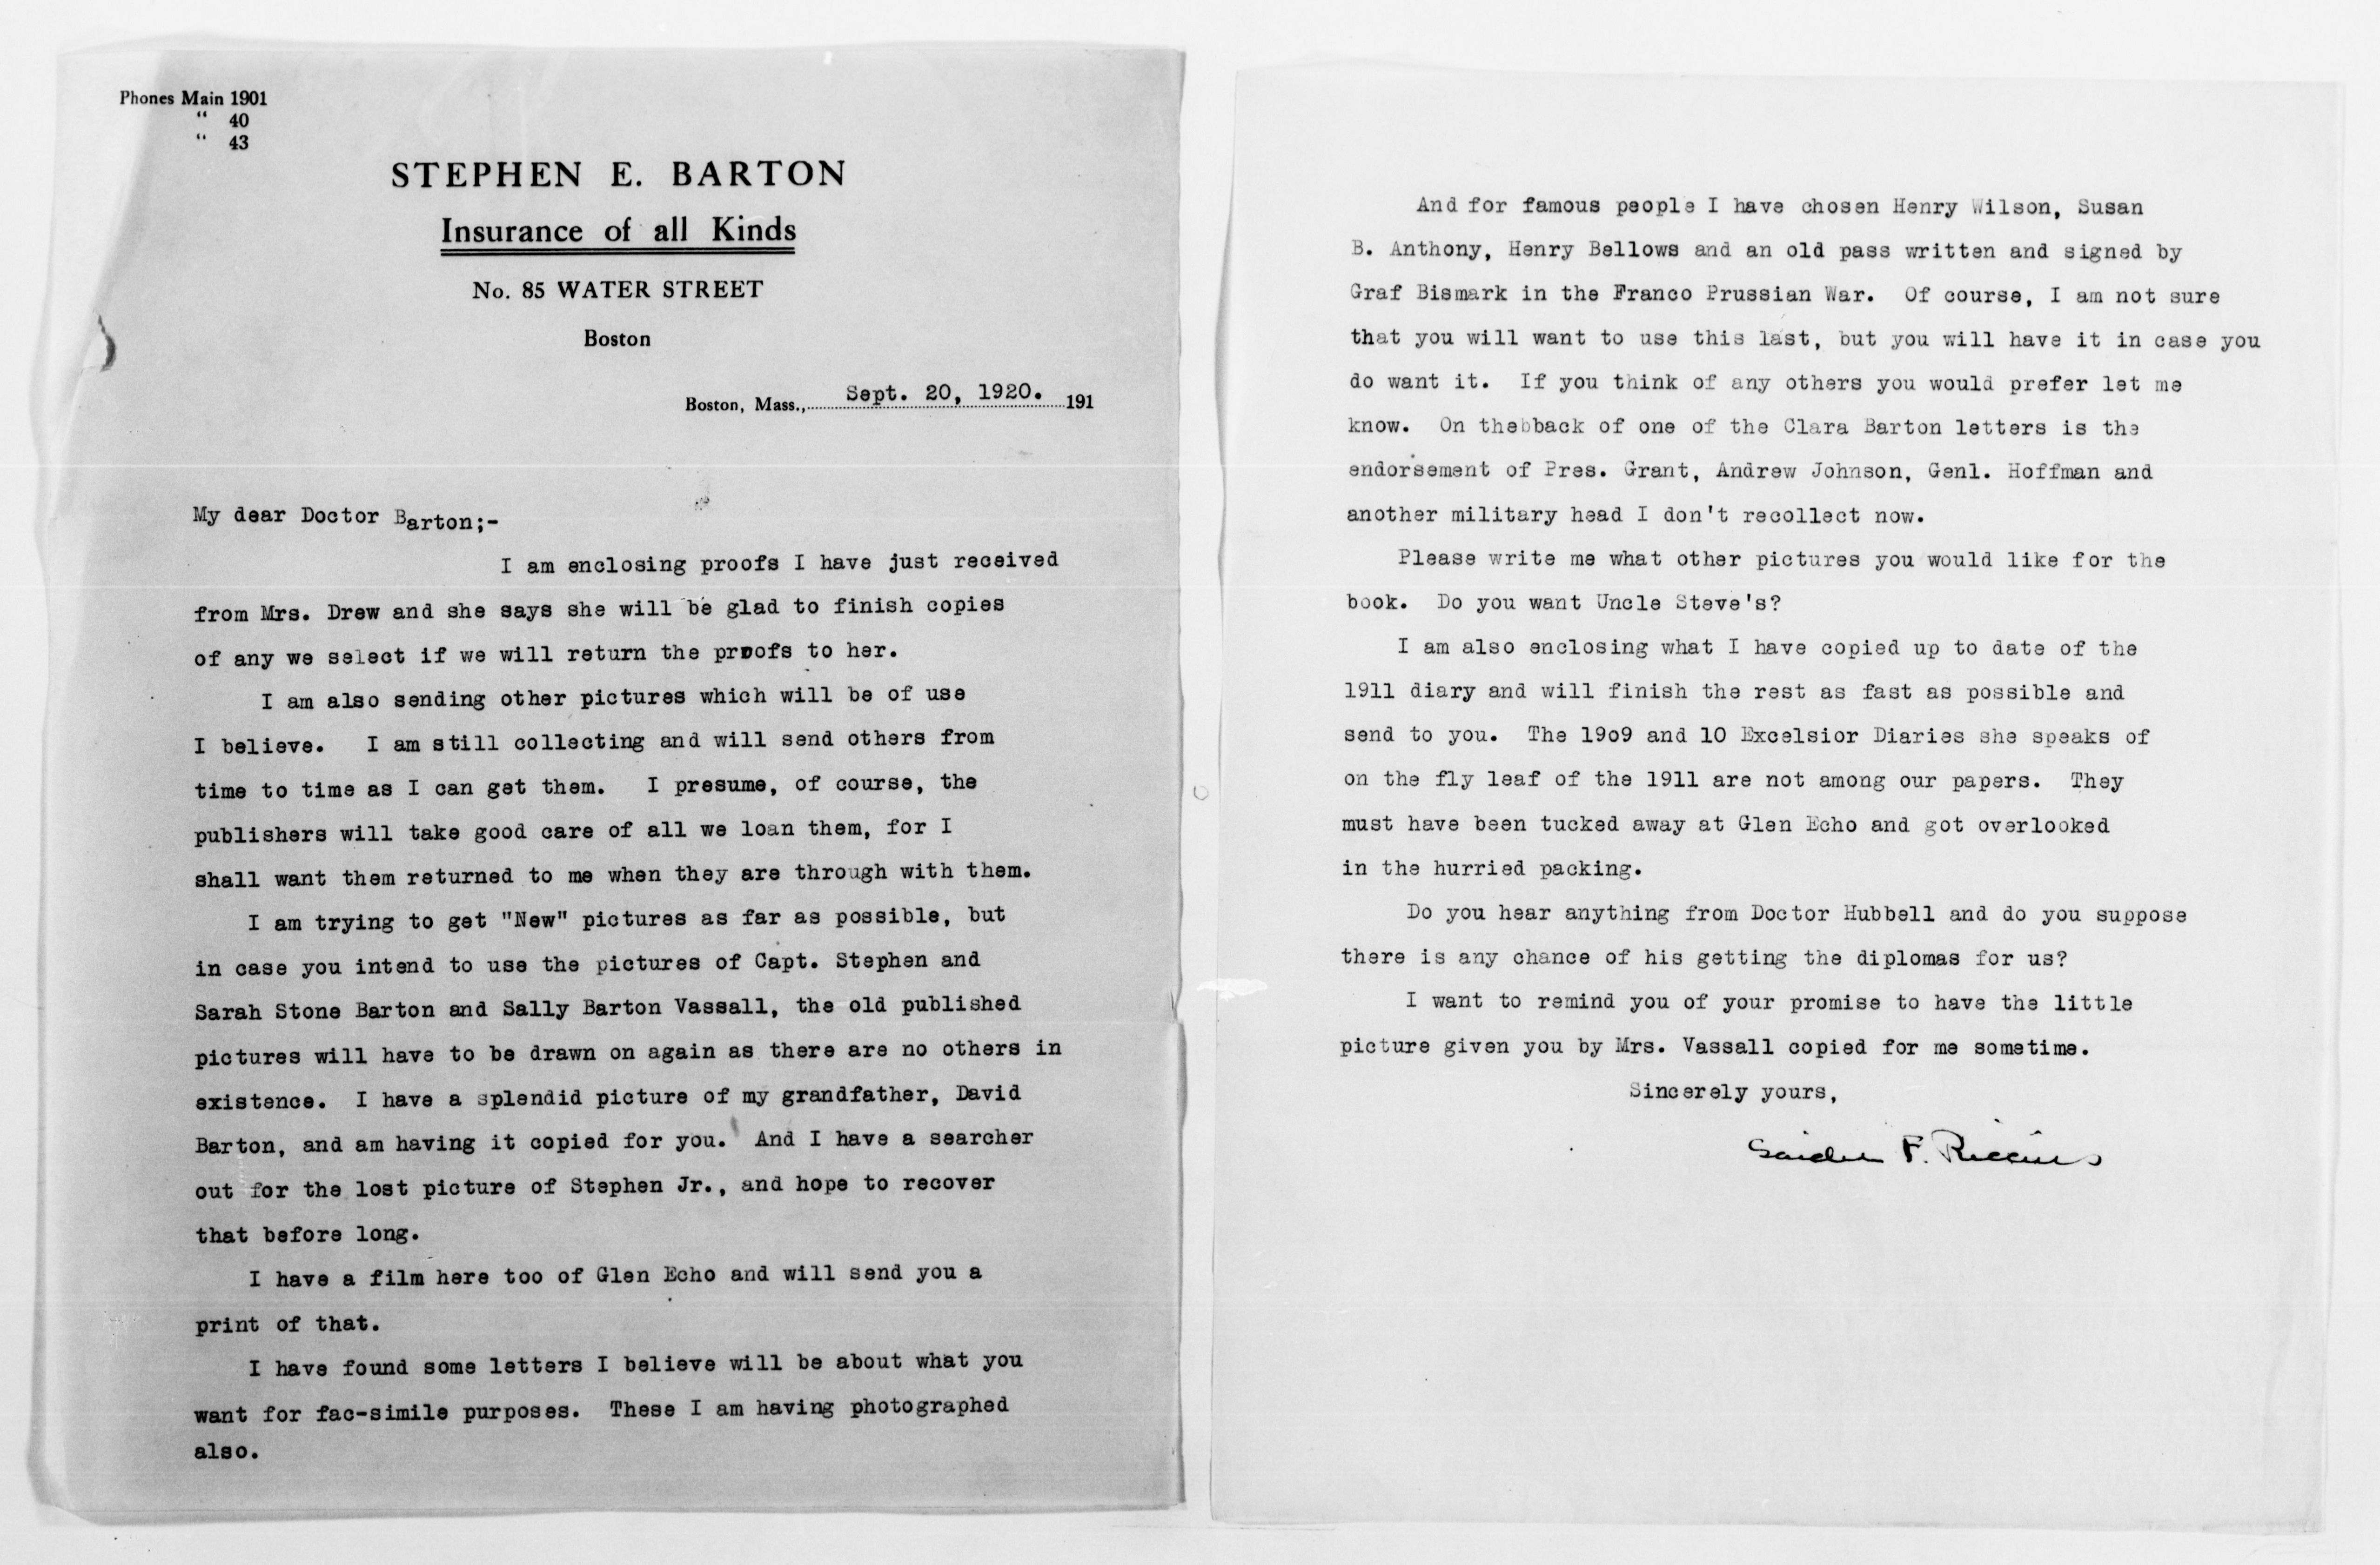 Phones Main 1901
" 40
" 43
STEPHEN E. BARTON
Insurance of all Kinds
No. 85 WATER STREET
Boston
Boston, Mass., Sept. 20, 1920. 191
My dear Doctor Barton;-
I am enclosing proofs I have just received
from Mrs. Drew and she says she will be glad to finish copies
of any we select if we will return the proofs to her.
I am also sending other pictures which will be of use
I believe. I am still collecting and will send others from
time to time as I can get them. I presume, of course, the
publishers will take good care of all we loan them, for I
shall want them returned to me when they are through with them.
I am trying to get "New" pictures as far as possible, but
in case you intend to use the pictures of Capt. Stephen and
Sarah Stone Barton and Sally Barton Vassall, the old published
pictures will have to be drawn on again as there are no others in
existence. I have a splendid picture of my grandfather, David
Barton, and am having it copied for you. And I have a searcher
out for the lost picture of Stephen Jr., and hope to recover
that before long.
I have a film here too of Glen Echo and will send you a
print of that.
I have found some letters I believe will be about what you
want for fac-simile purposes. These I am having photographed
also.
And for famous people I have chosen Henry Wilson, Susan
B. Anthony, Henry Bellows and an old pass written and signed by
Graf Bismark in the Franco Prussian War. Of course, I am not sure
that you will want to use this last, but you will have it in case you
do want it. If you think of any others you would prefer let me
know. On thebback of one of the Clara Barton letters is the
endorsement of Pres. Grant, Andrew Johnson, Genl. Hoffman and
another military head I don't recollect now.
Please write me what other pictures you would like for the
book. Do you want Uncle Steve's?
I am also enclosing what I have copied up to date of the
1911 diary and will finish the rest as fast as possible and
send to you. The 19o9 and 10 Excelsior Diaries she speaks of
on the fly leaf of the 1911 are not among our papers. They
must have been tucked away at Glen Echo and got overlooked
in the hurried packing.
Do you hear anything from Doctor Hubbell and do you suppose
there is any chance of his getting the diplomas for us?
I want to remind you of your promise to have the little
picture given you by Mrs. Vassall copied for me sometime.
Sincerely yours,
F. Riccius